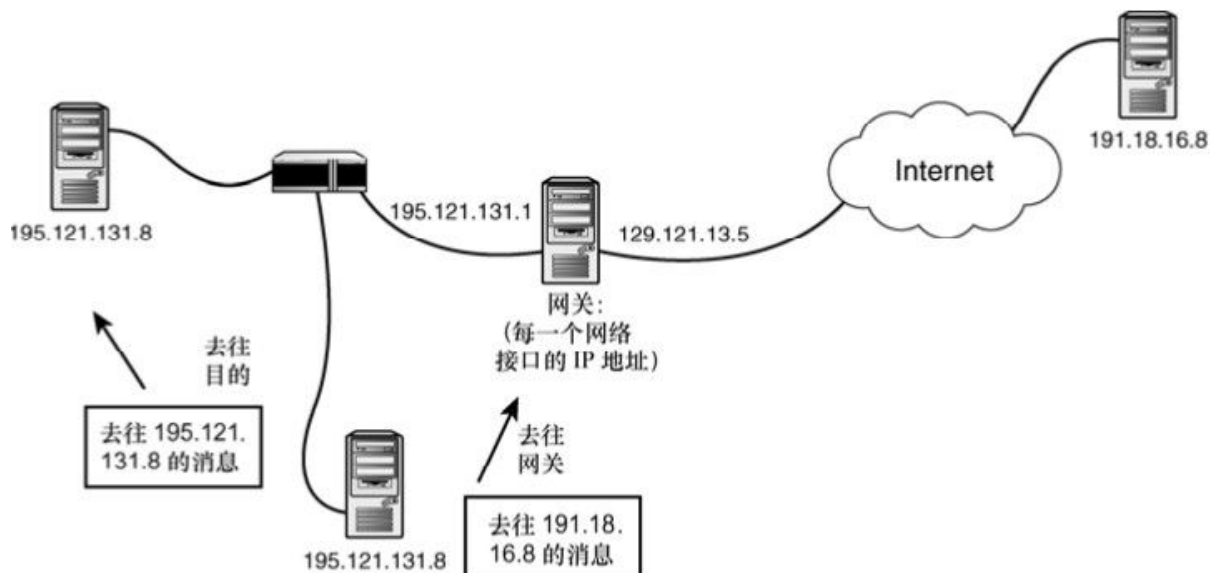 191.18.16.8
Internet
195.121.131.8
195.121.131.1
129.121.13.5
网关：
（每一个网络
接口的 IP 地址）
去往
目的
去往 195.121.
131.8 的消息
去往
网关
195.121.131.8
去往 191.18.
16.8 的消息